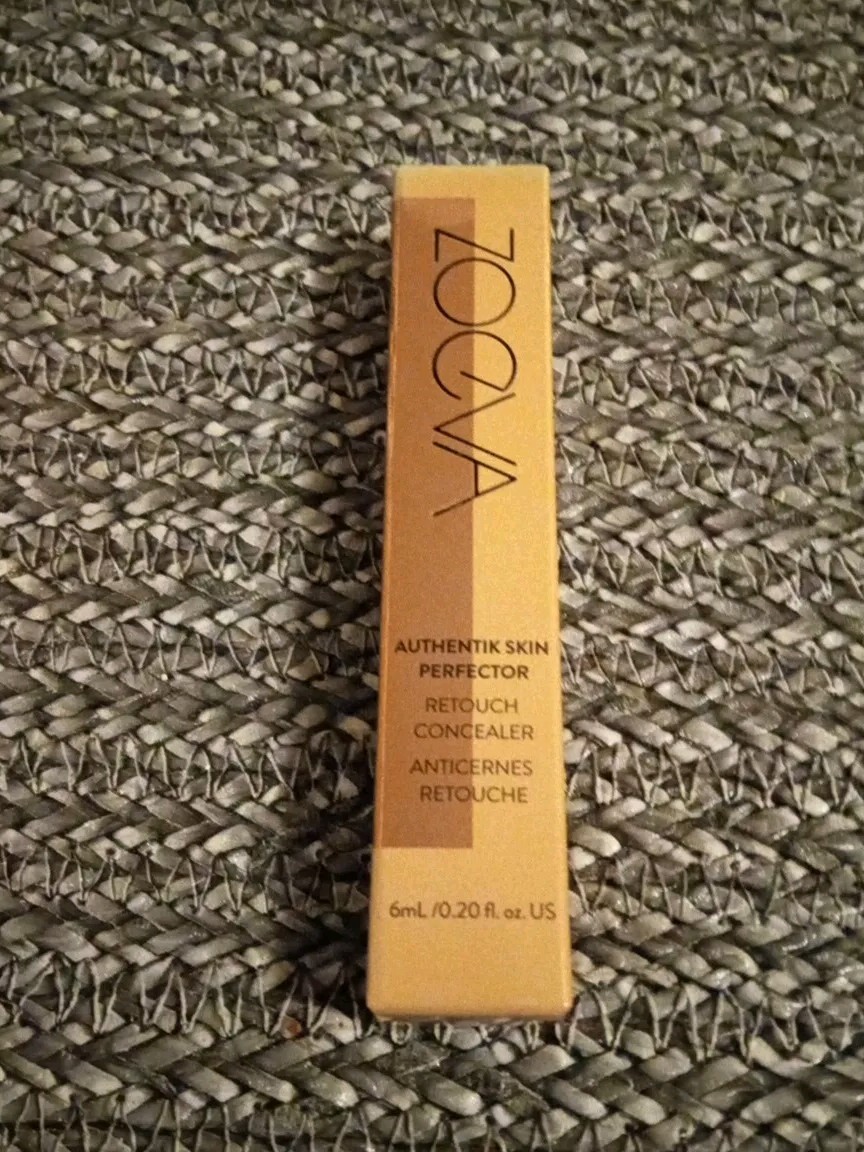 ZOEVA
AUTHENTIK SKIN
PERFECTOR
RETOUCH
CONCEALER
ANTICERNES
RETOUCHE
6mL /0.20 fl. oz. US